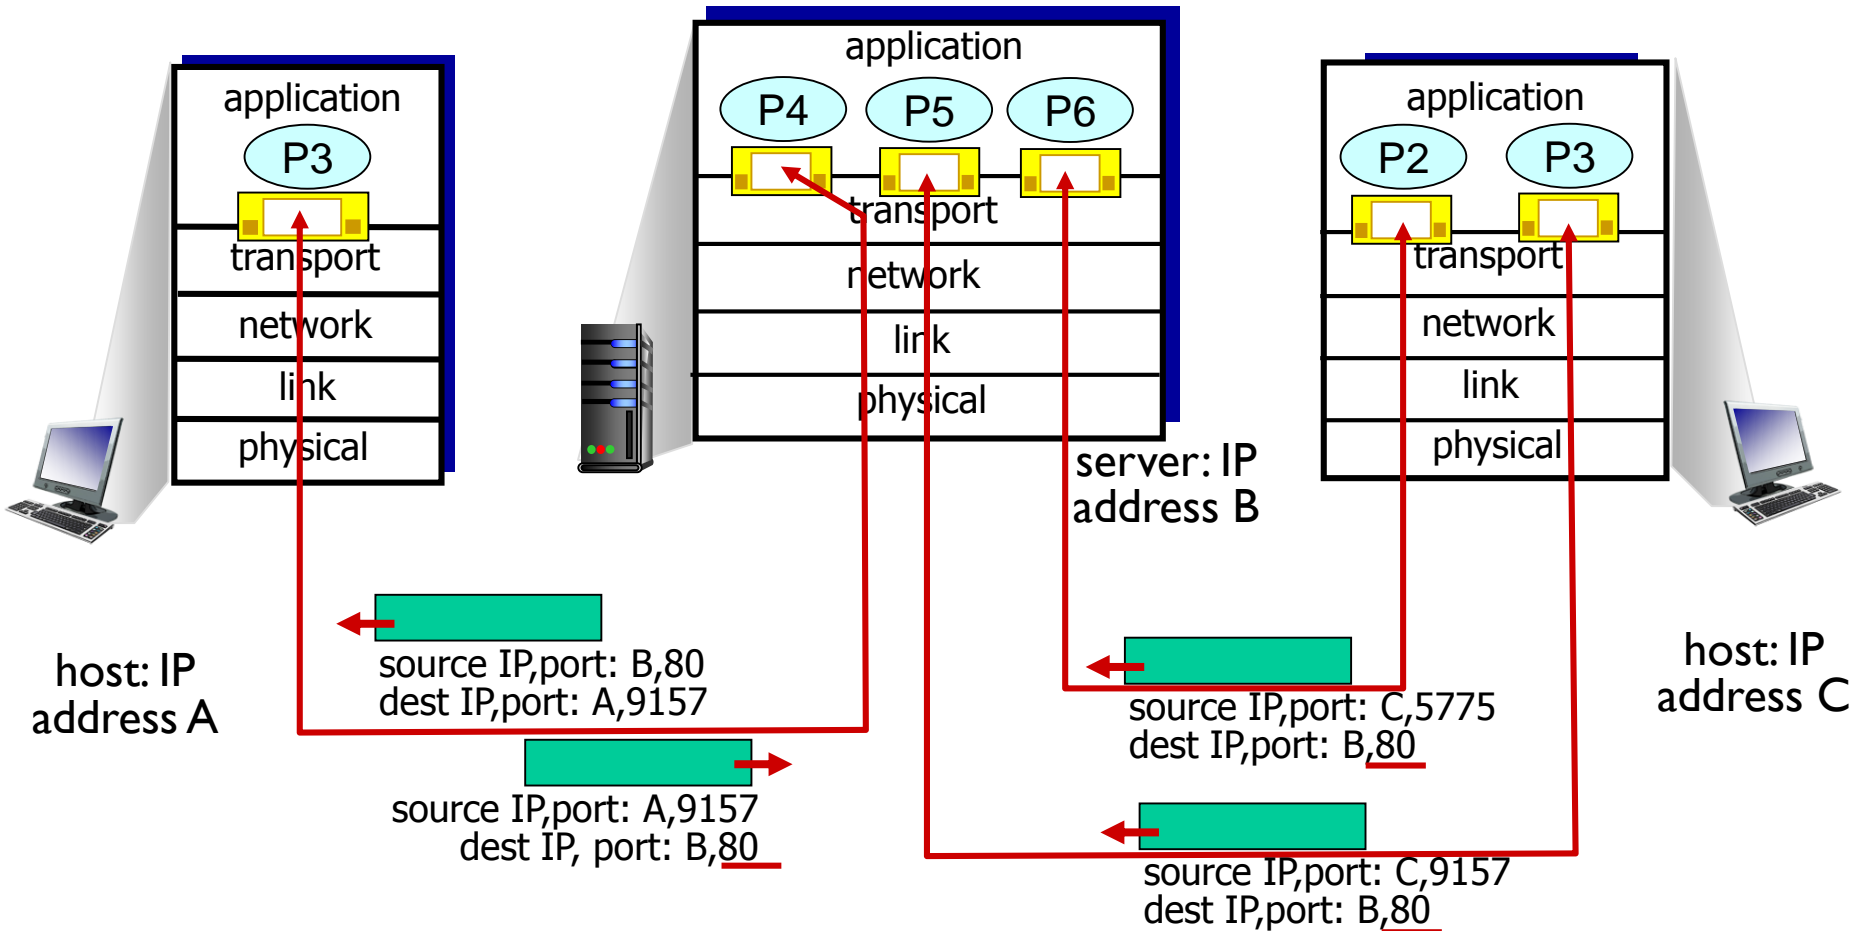 application
P3
transport
network
link
physical
host: IP
address A
application
P4
P5
P6
transport
network
link
physical
server: IP
address B
application
P2
P3
transport
network
link
physical
host: IP
address C
source IP,port: B,80
dest IP,port: A,9157
source IP,port: A,9157
dest IP, port: B,80
source IP,port: C,5775
dest IP,port: B,80
source IP,port: C,9157
dest IP,port: B,80